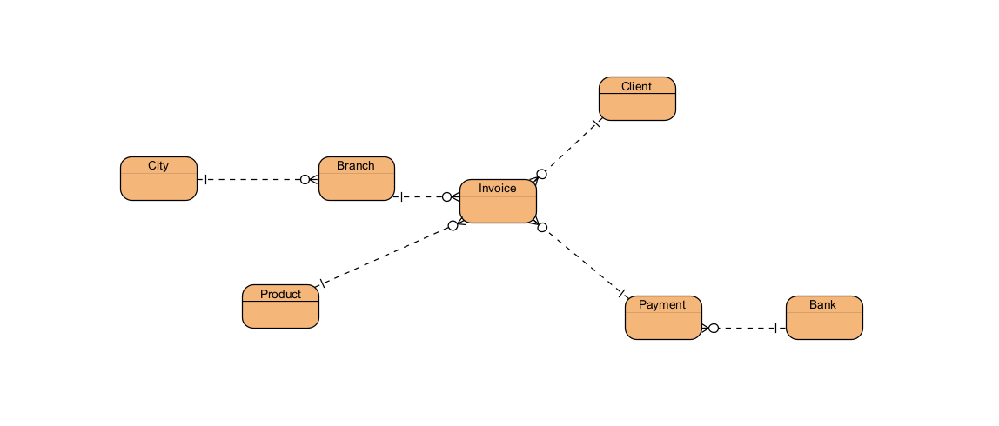 Client
City
Branch
Invoice
Product
Payment
Bank